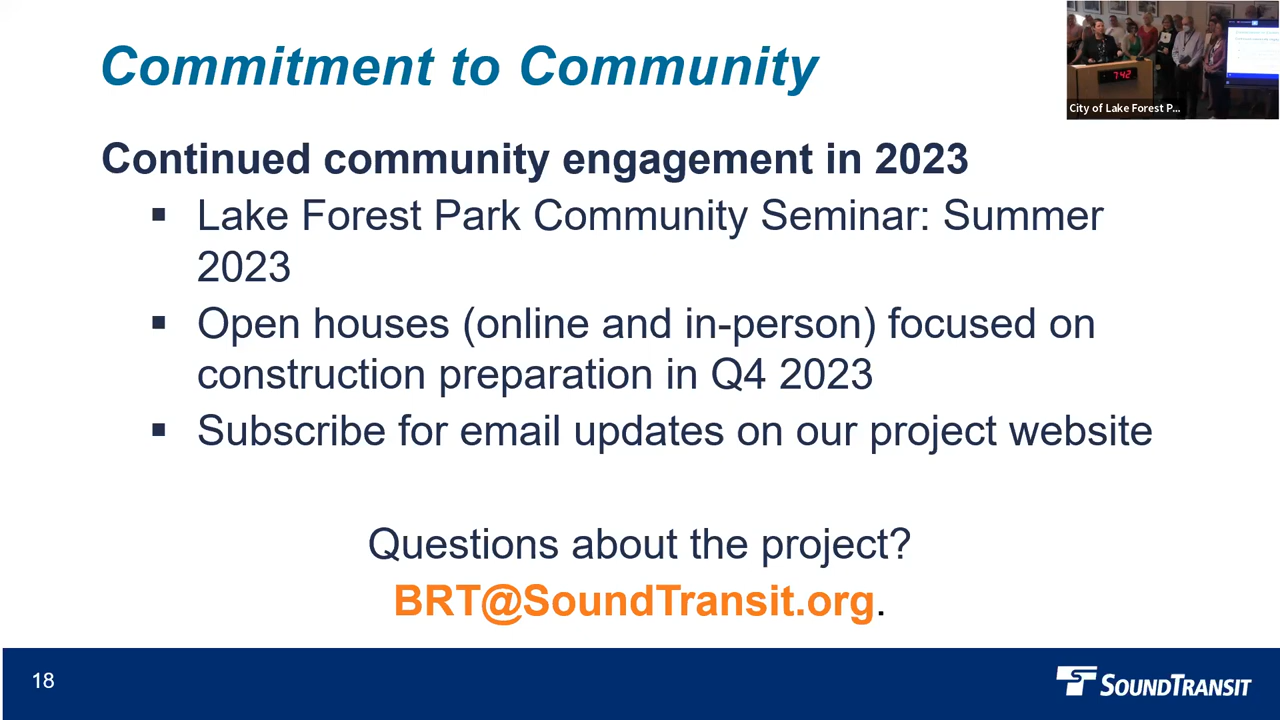 Commitment to Community
Continued community engagement in 2023
▪ Lake Forest Park Community Seminar: Summer
2023
▪ Open houses (online and in-person) focused on
construction preparation in Q4 2023
▪ Subscribe for email updates on our project website
Questions about the project?
BRT@SoundTransit.org.
18
SOUNDTRANSIT
742
City of Lake Forest P...